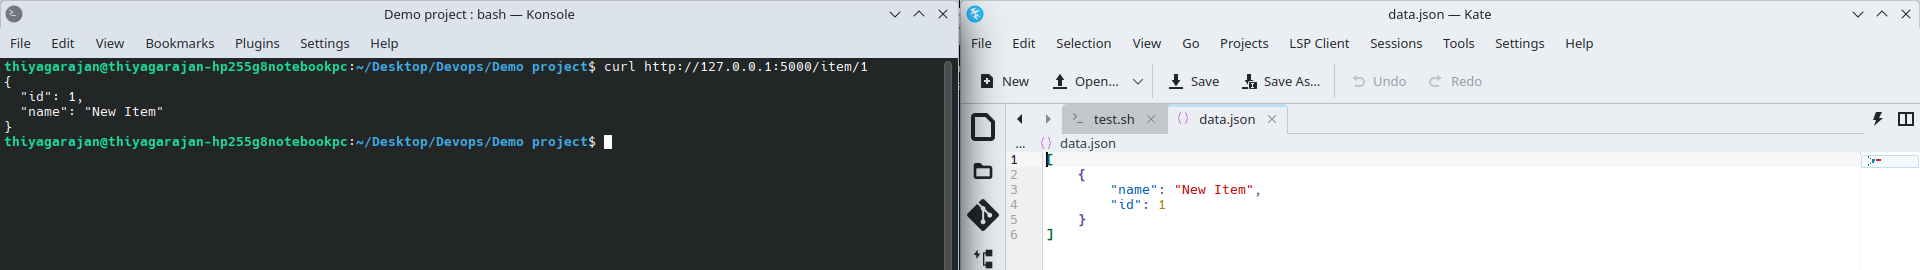 Demo project : bash — Konsole
File Edit View Bookmarks Plugins Settings Help
thiyagarajan@thiyagarajan-hp255g8notebookpc:~/Desktop/Devops/Demo project$ curl http://127.0.0.1:5000/item/1
{
  "id": 1,
  "name": "New Item"
}
thiyagarajan@thiyagarajan-hp255g8notebookpc:~/Desktop/Devops/Demo project$
data.json — Kate
File Edit Selection View Go Projects LSP Client Sessions Tools Settings Help
New Open... Save Save As... Undo Redo
test.sh data.json
... data.json
1 [
2     {
3         "name": "New Item",
4         "id": 1
5     }
6 ]